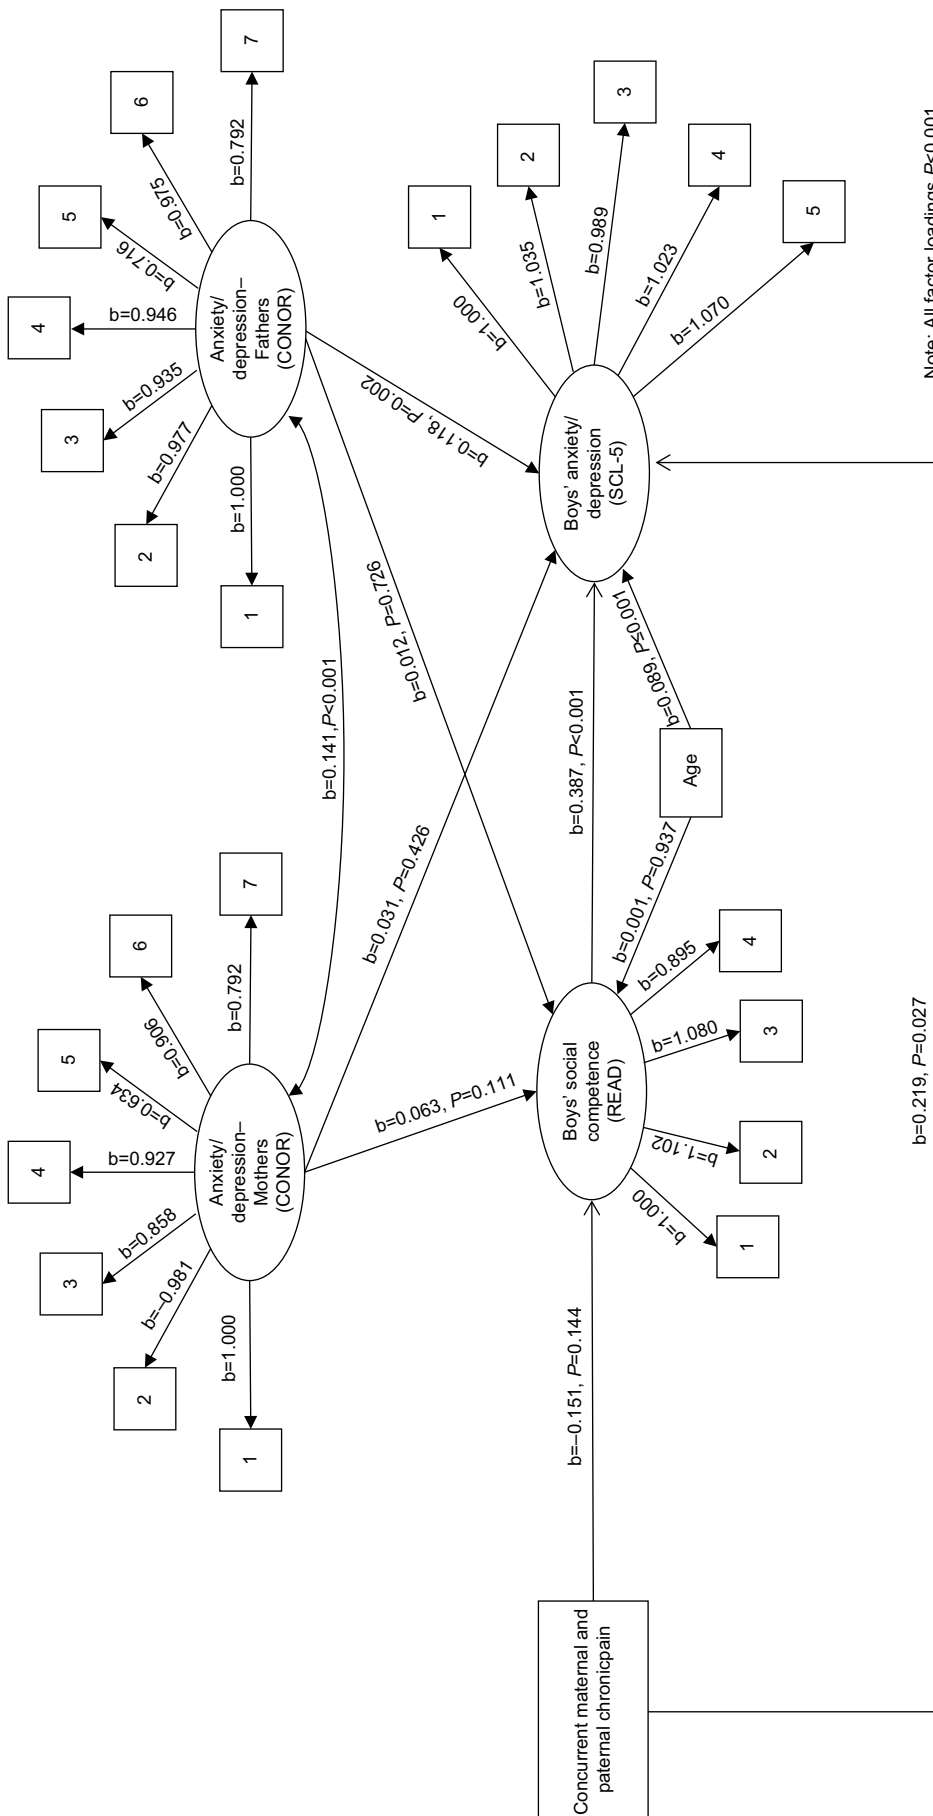 1
b=1.000
2
b=–0.981
3
b=0.858
4
b=0.927
5
b=0.634
6
b=0.906
7
b=0.792
Anxiety/
depression–
Mothers
(CONOR)
1
b=1.000
2
b=0.977
3
b=0.935
4
b=0.946
5
b=0.716
6
b=0.975
7
b=0.792
Anxiety/
depression–
Fathers
(CONOR)
b=0.141,P<0.001
b=0.063, P=0.111
b=0.031, P=0.426
b=0.012, P=0.726
b=0.118, P=0.002
Concurrent maternal and
paternal chronicpain
b=–0.151, P=0.144
Boys’ social
competence
(READ)
b=1.000
1
b=1.102
2
b=1.080
3
b=0.895
4
b=0.387, P<0.001
b=0.001, P=0.937
Age
b=0.089, P≤0.001
Boys’ anxiety/
depression
(SCL-5)
b=1.000
1
b=1.035
2
b=0.989
3
b=1.023
4
b=1.070
5
b=0.219, P=0.027
Note: All factor loadings P<0.001